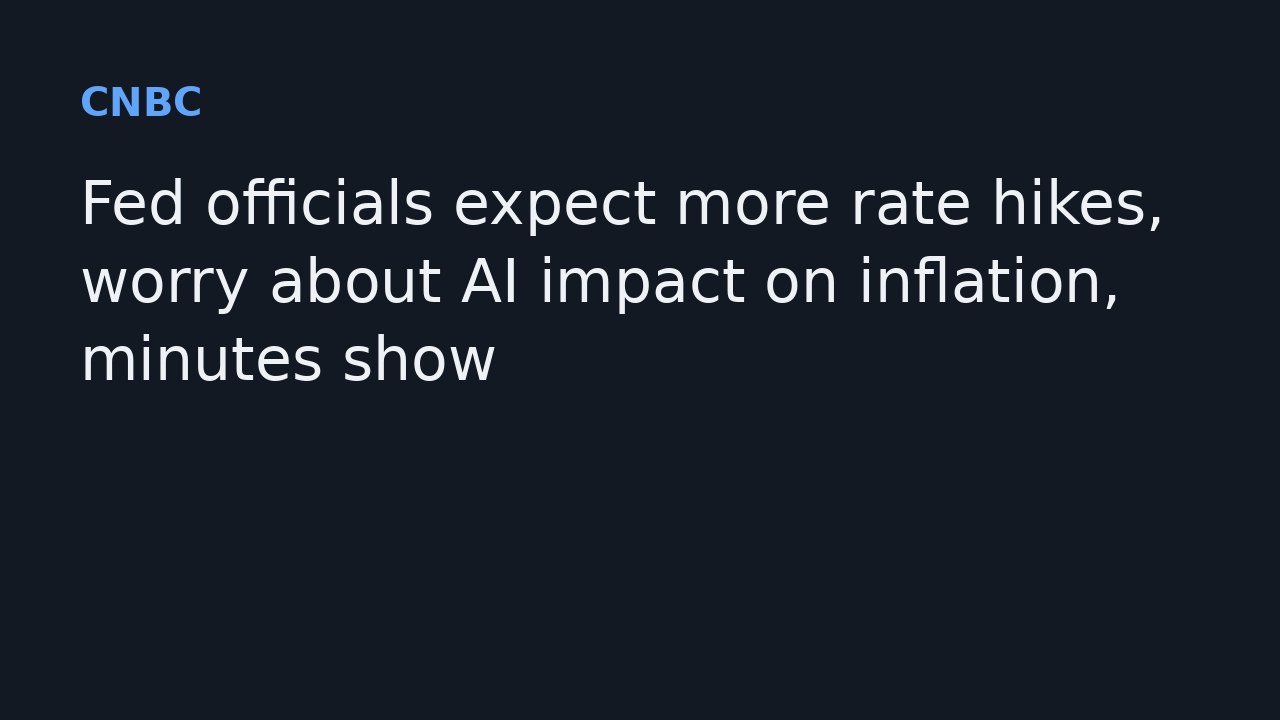 CNBC
Fed officials expect more rate hikes,
worry about AI impact on inflation,
minutes show